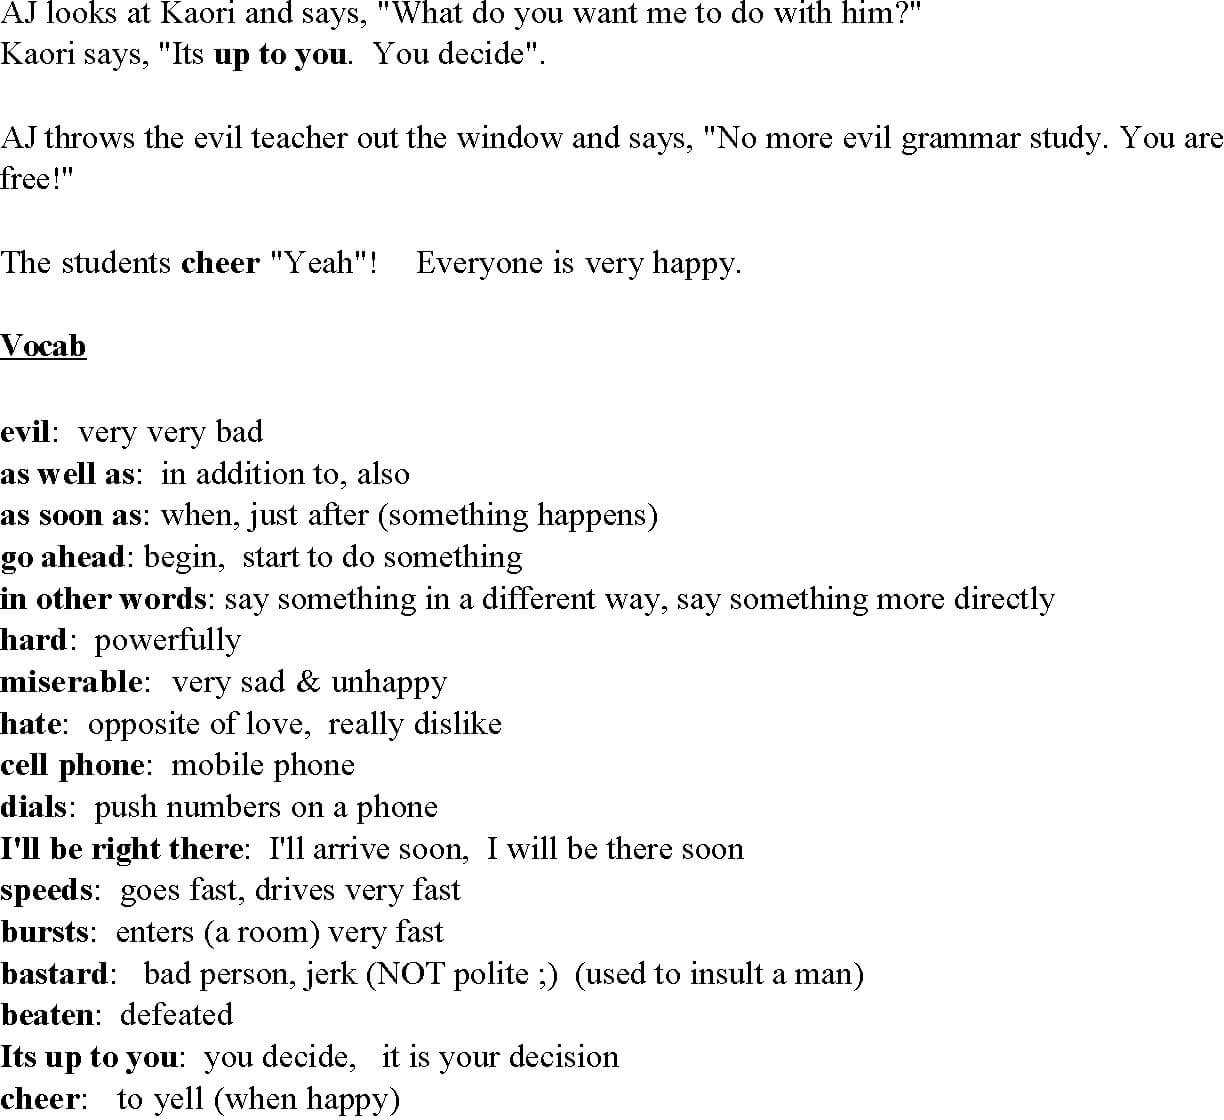 AJ looks at Kaori and says, "What do you want me to do with him?"
Kaori says, "Its up to you.  You decide".
AJ throws the evil teacher out the window and says, "No more evil grammar study. You are
free!"
The students cheer "Yeah"!    Everyone is very happy.
Vocab
evil:  very very bad
as well as:  in addition to, also
as soon as: when, just after (something happens)
go ahead: begin,  start to do something
in other words: say something in a different way, say something more directly
hard:  powerfully
miserable:  very sad & unhappy
hate:  opposite of love,  really dislike
cell phone:  mobile phone
dials:  push numbers on a phone
I'll be right there:  I'll arrive soon,  I will be there soon
speeds:  goes fast, drives very fast
bursts:  enters (a room) very fast
bastard:   bad person, jerk (NOT polite ;)  (used to insult a man)
beaten:  defeated
Its up to you:  you decide,   it is your decision
cheer:   to yell (when happy)